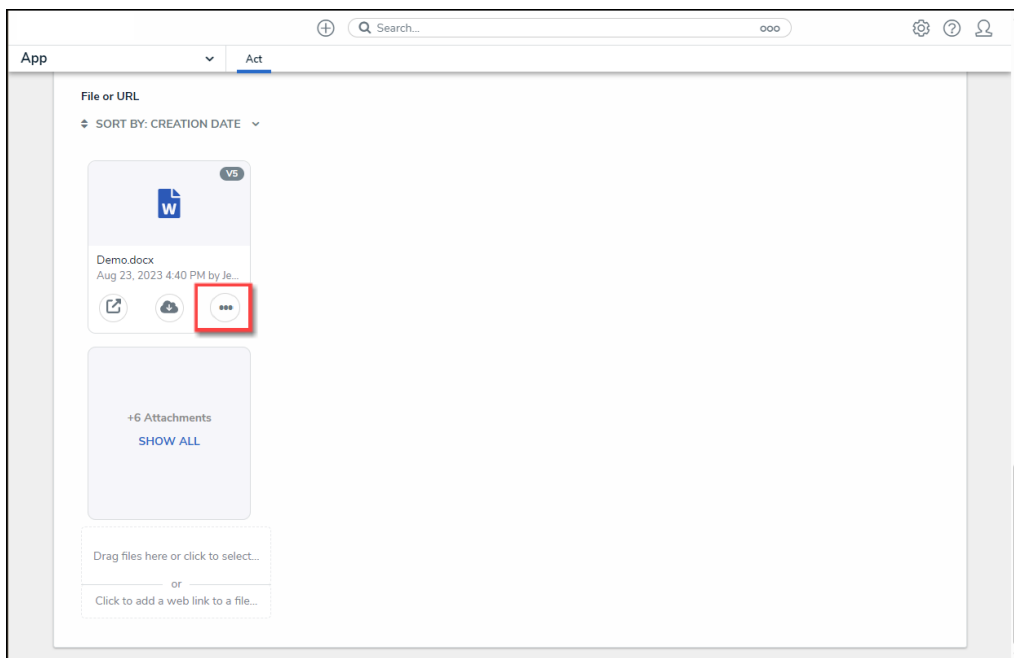 Search...
App
Act
File or URL
SORT BY: CREATION DATE
V5
W
Demo.docx
Aug 23, 2023 4:40 PM by Je...
+6 Attachments
SHOW ALL
Drag files here or click to select...
or
Click to add a web link to a file...